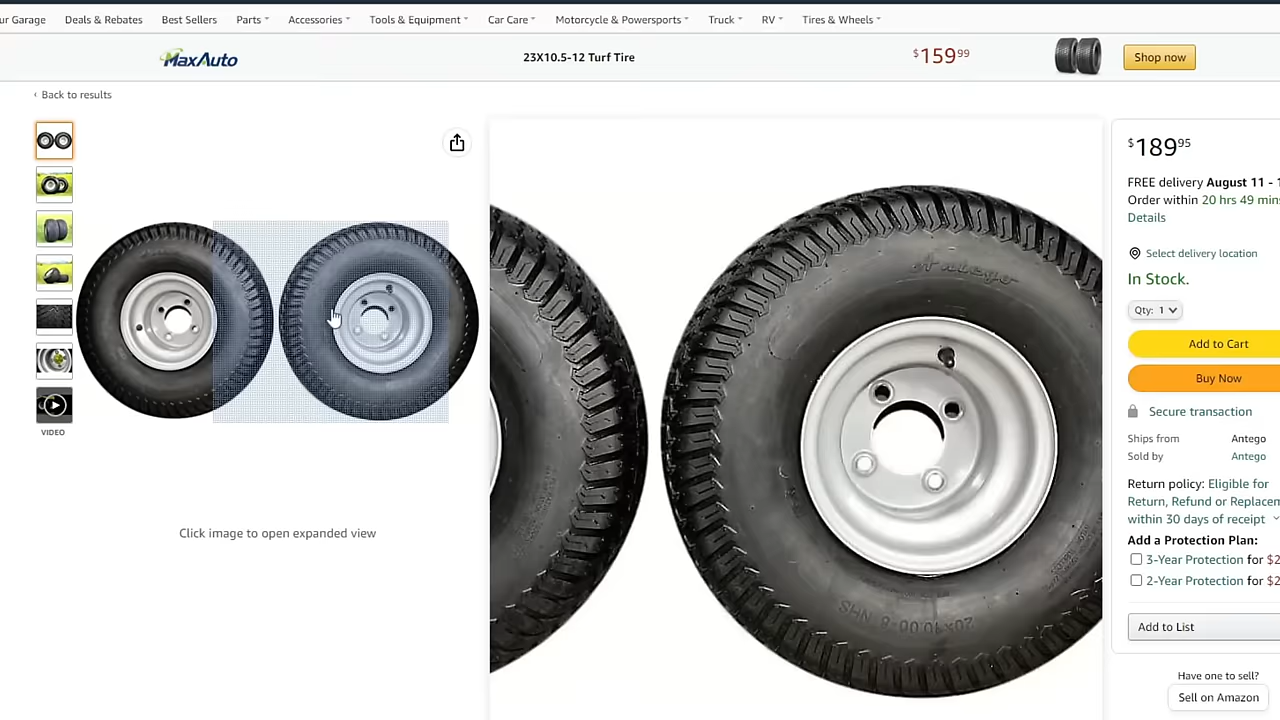 ur Garage Deals & Rebates Best Sellers Parts Accessories Tools & Equipment Car Care Motorcycle & Powersports Truck RV Tires & Wheels
MaxAuto 23X10.5-12 Turf Tire $159.99 Shop now
‹ Back to results
$189.95
FREE delivery August 11 - 1
Order within 20 hrs 49 mins
Details
Select delivery location
In Stock.
Qty: 1
Add to Cart
Buy Now
Secure transaction
Ships from Antego
Sold by Antego
Return policy: Eligible for
Return, Refund or Replacem
within 30 days of receipt
Add a Protection Plan:
3-Year Protection for $2
2-Year Protection for $2
Add to List
Have one to sell?
Sell on Amazon
VIDEO
Click image to open expanded view
Antego
20x10.00-8 NHS